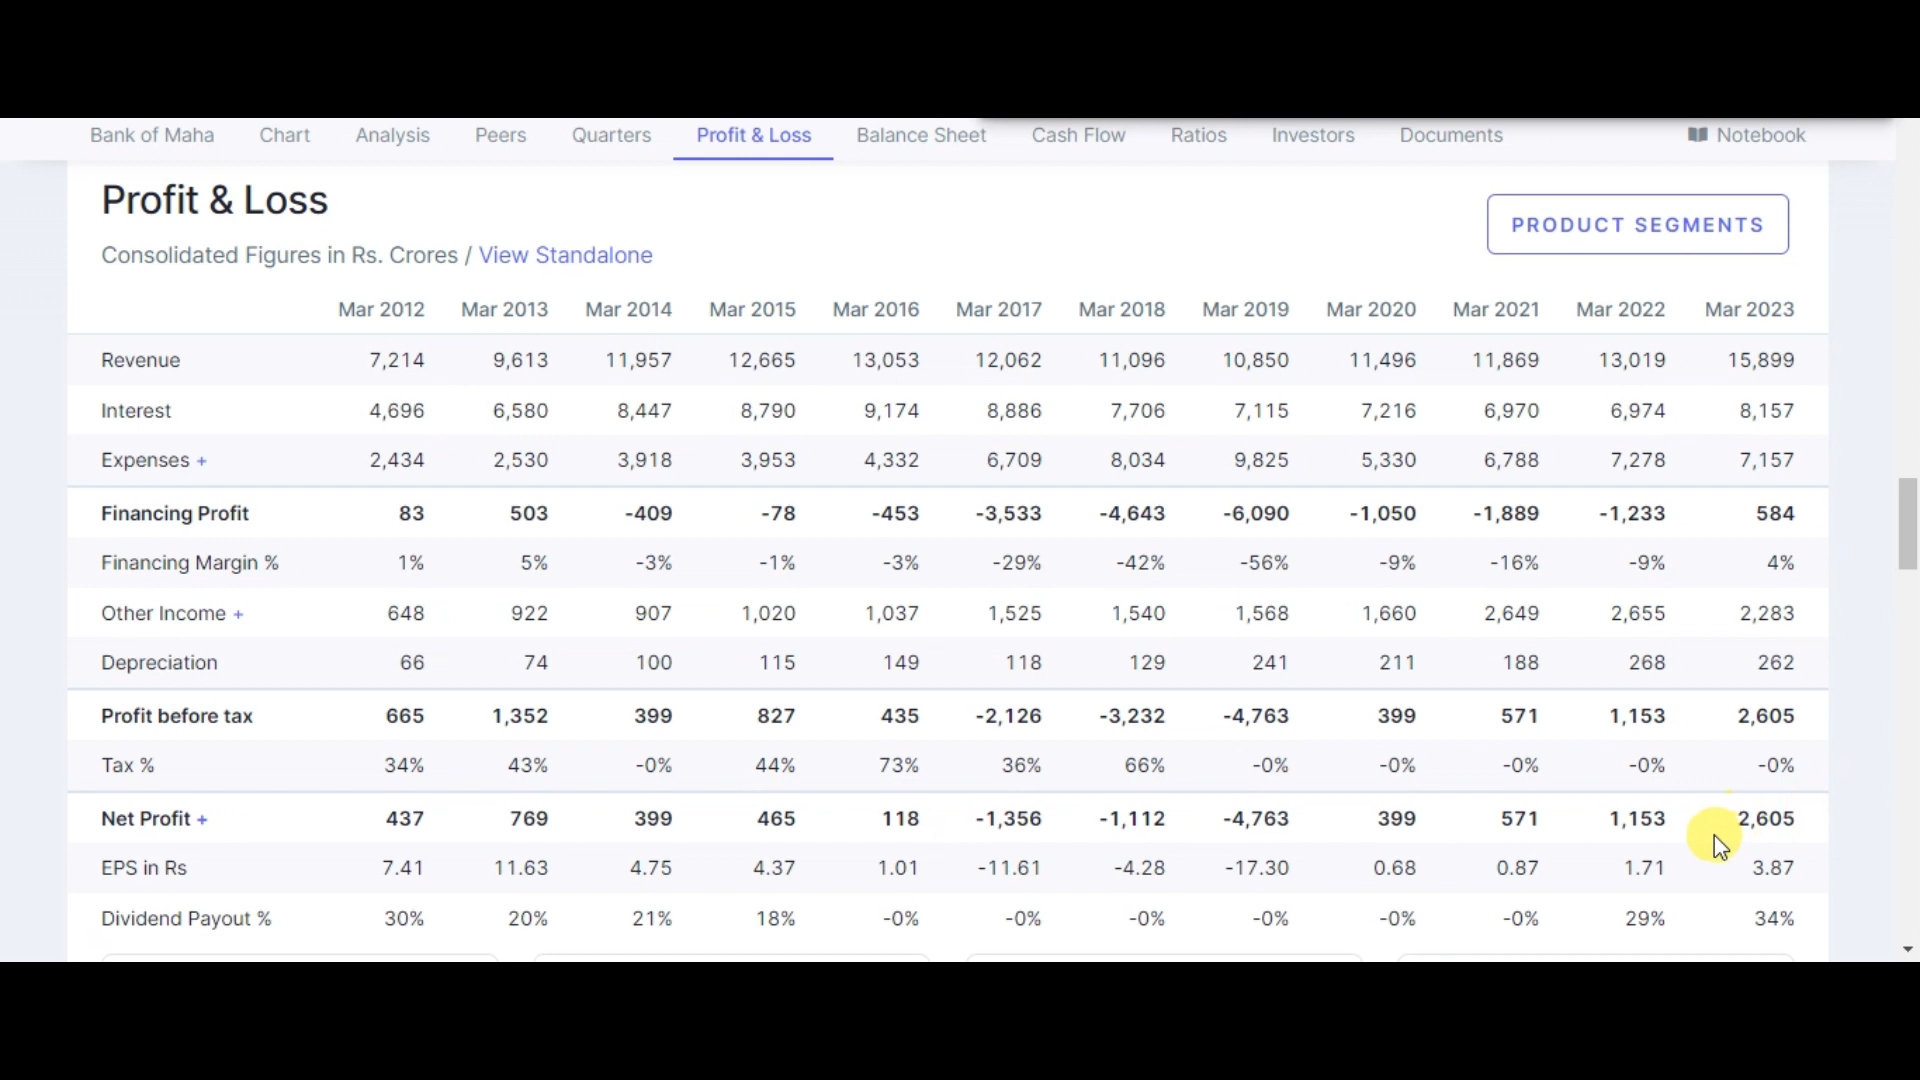 Bank of Maha Chart Analysis Peers Quarters Profit & Loss Balance Sheet Cash Flow Ratios Investors Documents Notebook
Profit & Loss
PRODUCT SEGMENTS
Consolidated Figures in Rs. Crores / View Standalone
Mar 2012 Mar 2013 Mar 2014 Mar 2015 Mar 2016 Mar 2017 Mar 2018 Mar 2019 Mar 2020 Mar 2021 Mar 2022 Mar 2023
Revenue 7,214 9,613 11,957 12,665 13,053 12,062 11,096 10,850 11,496 11,869 13,019 15,899
Interest 4,696 6,580 8,447 8,790 9,174 8,886 7,706 7,115 7,216 6,970 6,974 8,157
Expenses + 2,434 2,530 3,918 3,953 4,332 6,709 8,034 9,825 5,330 6,788 7,278 7,157
Financing Profit 83 503 -409 -78 -453 -3,533 -4,643 -6,090 -1,050 -1,889 -1,233 584
Financing Margin % 1% 5% -3% -1% -3% -29% -42% -56% -9% -16% -9% 4%
Other Income + 648 922 907 1,020 1,037 1,525 1,540 1,568 1,660 2,649 2,655 2,283
Depreciation 66 74 100 115 149 118 129 241 211 188 268 262
Profit before tax 665 1,352 399 827 435 -2,126 -3,232 -4,763 399 571 1,153 2,605
Tax % 34% 43% -0% 44% 73% 36% 66% -0% -0% -0% -0% -0%
Net Profit + 437 769 399 465 118 -1,356 -1,112 -4,763 399 571 1,153 2,605
EPS in Rs 7.41 11.63 4.75 4.37 1.01 -11.61 -4.28 -17.30 0.68 0.87 1.71 3.87
Dividend Payout % 30% 20% 21% 18% -0% -0% -0% -0% -0% -0% 29% 34%